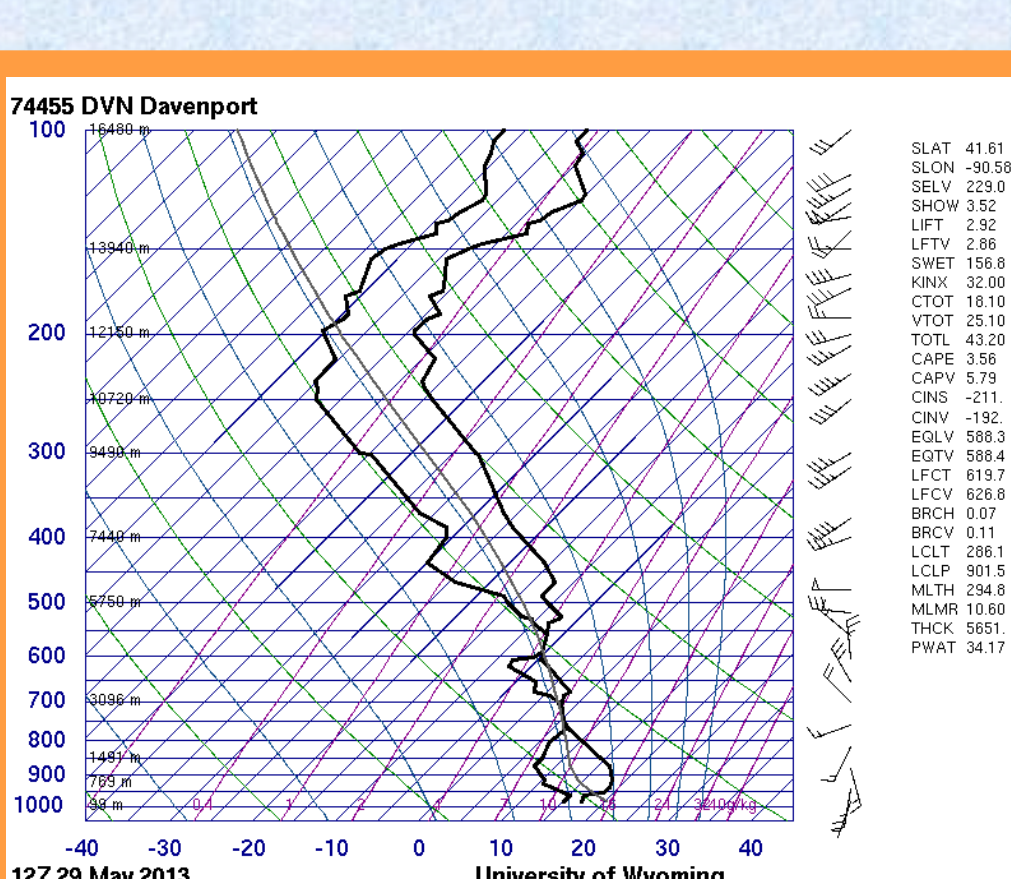 74455 DVN Davenport
100
16480 m
13940 m
200
12150 m
10720 m
300
9490 m
400
7440 m
500
5750 m
600
700
3096 m
800
1491 m
900
769 m
1000
39 m
0.4
1
2
4
7
10
16
24
32
40g/kg
-40
-30
-20
-10
0
10
20
30
40
12Z 29 May 2013
University of Wyoming
SLAT 41.61
SLON -90.58
SELV 229.0
SHOW 3.52
LIFT 2.92
LFTV 2.86
SWET 156.8
KINX 32.00
CTOT 18.10
VTOT 25.10
TOTL 43.20
CAPE 3.56
CAPV 5.79
CINS -211.
CINV -192.
EQLV 588.3
EQTV 588.4
LFCT 619.7
LFCV 626.8
BRCH 0.07
BRCV 0.11
LCLT 286.1
LCLP 901.5
MLTH 294.8
MLMR 10.60
THCK 5651.
PWAT 34.17